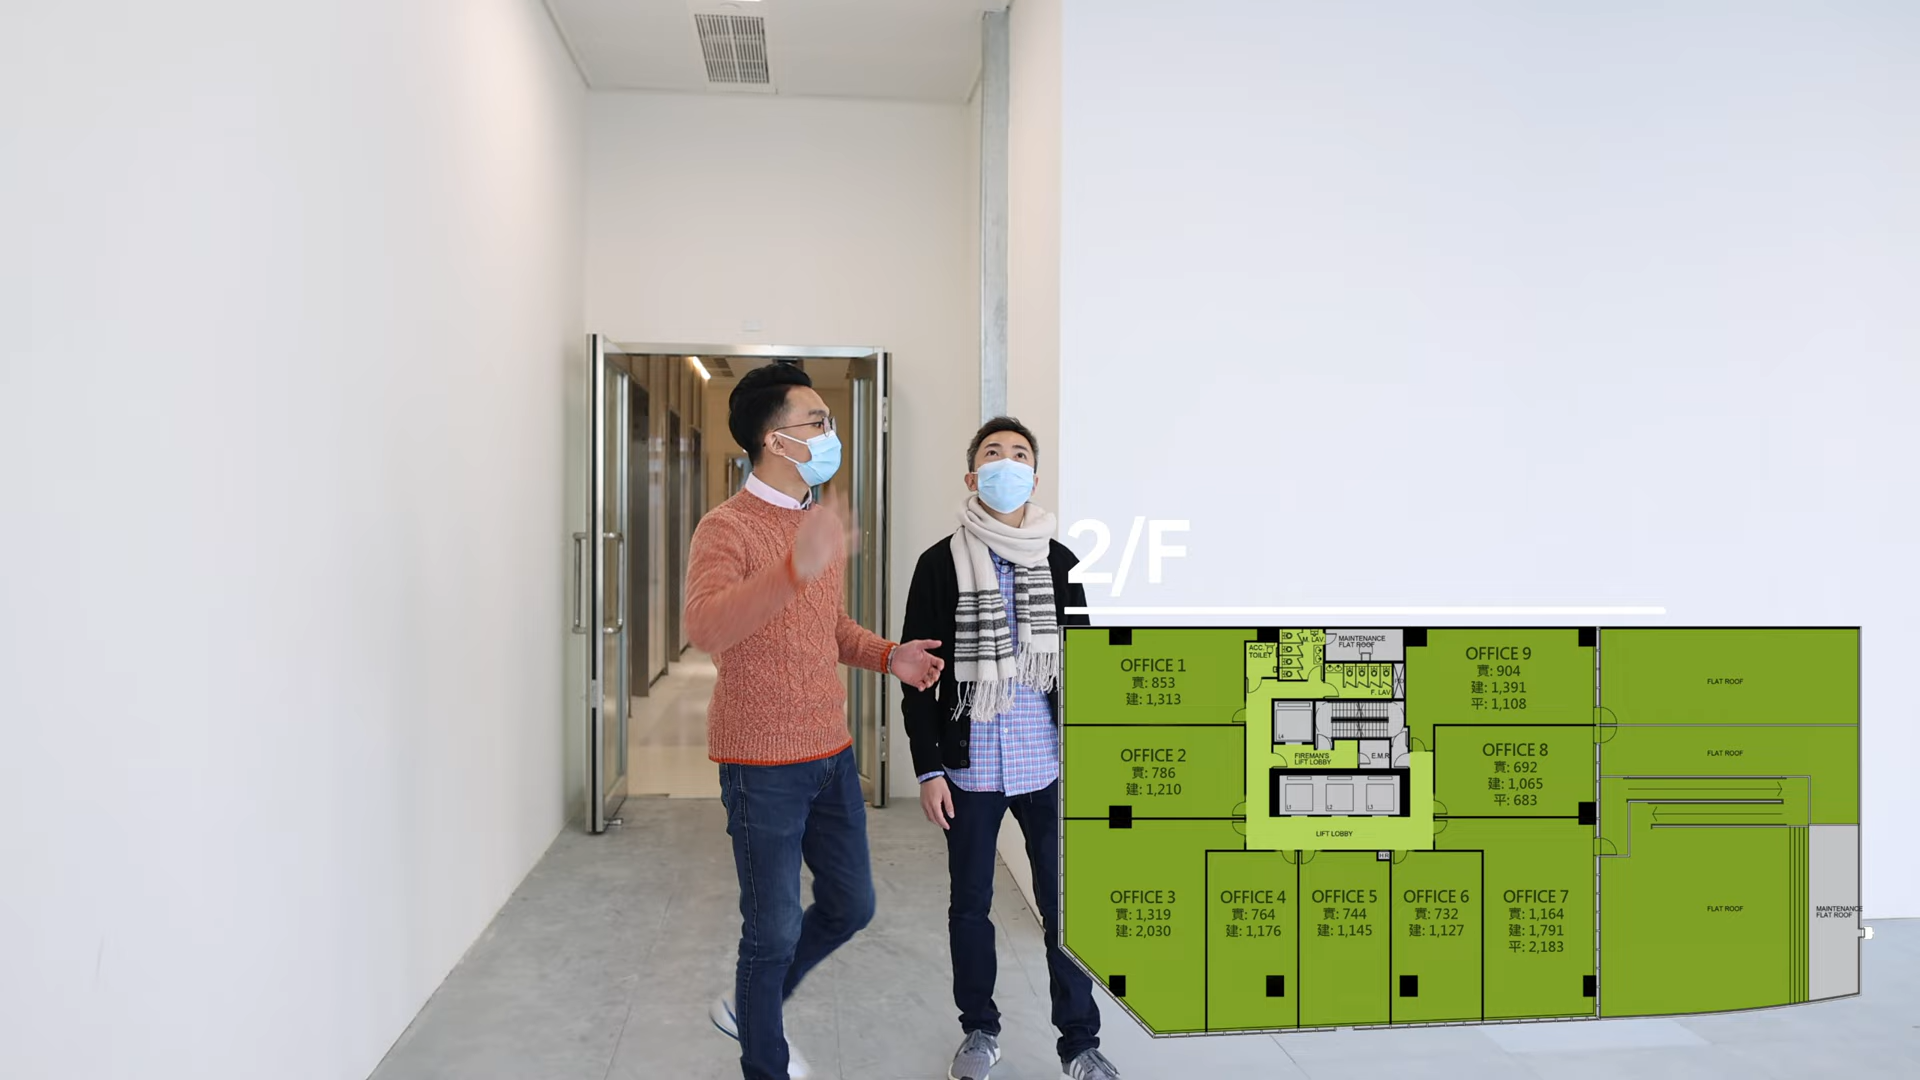 2/F
OFFICE 1
實: 853
建: 1,313
ACC.
TOILET
M. LAV
MAINTENANCE
FLAT ROOF
F. LAV
OFFICE 9
實: 904
建: 1,391
平: 1,108
FLAT ROOF
OFFICE 2
實: 786
建: 1,210
L4
FIREMAN'S
LIFT LOBBY
E.M.R
OFFICE 8
實: 692
建: 1,065
平: 683
FLAT ROOF
L1
L2
L3
LIFT LOBBY
H.R
OFFICE 3
實: 1,319
建: 2,030
OFFICE 4
實: 764
建: 1,176
OFFICE 5
實: 744
建: 1,145
OFFICE 6
實: 732
建: 1,127
OFFICE 7
實: 1,164
建: 1,791
平: 2,183
FLAT ROOF
MAINTENANCE
FLAT ROOF